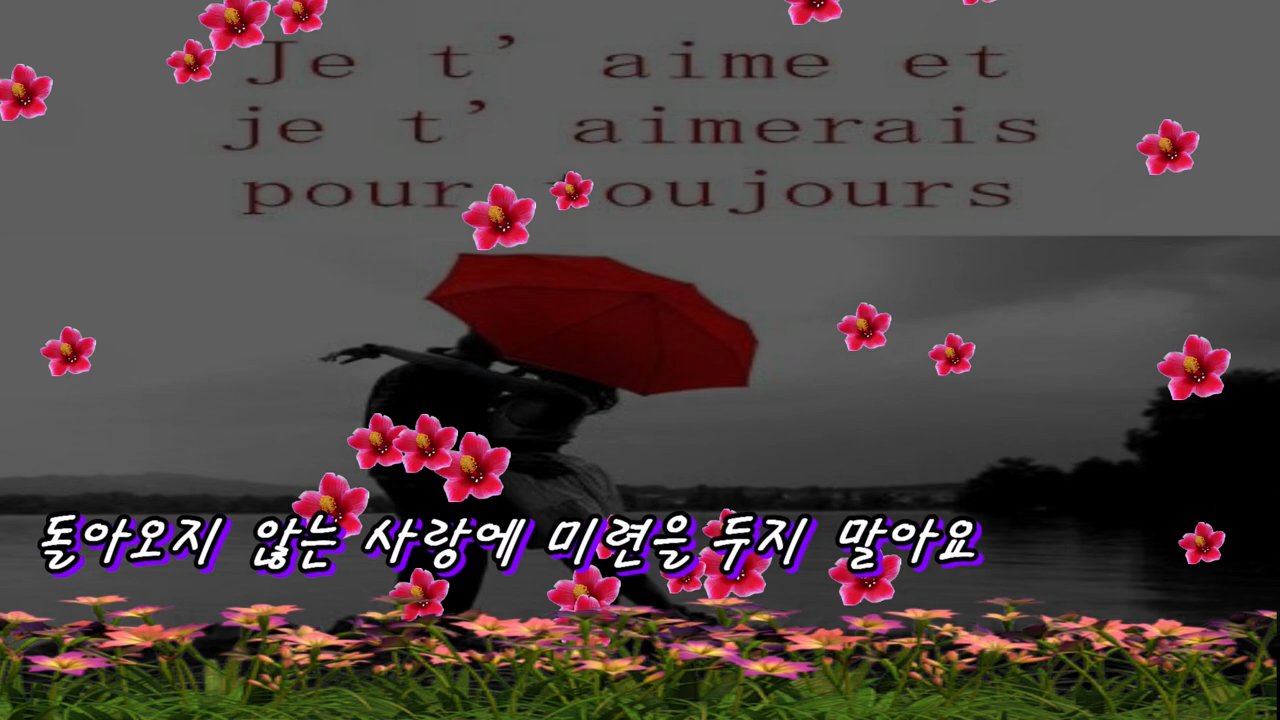 Je t’ aime et
je t’ aimerais
pour toujours
돌아오지 않는 사랑에 미련을 두지 말아요